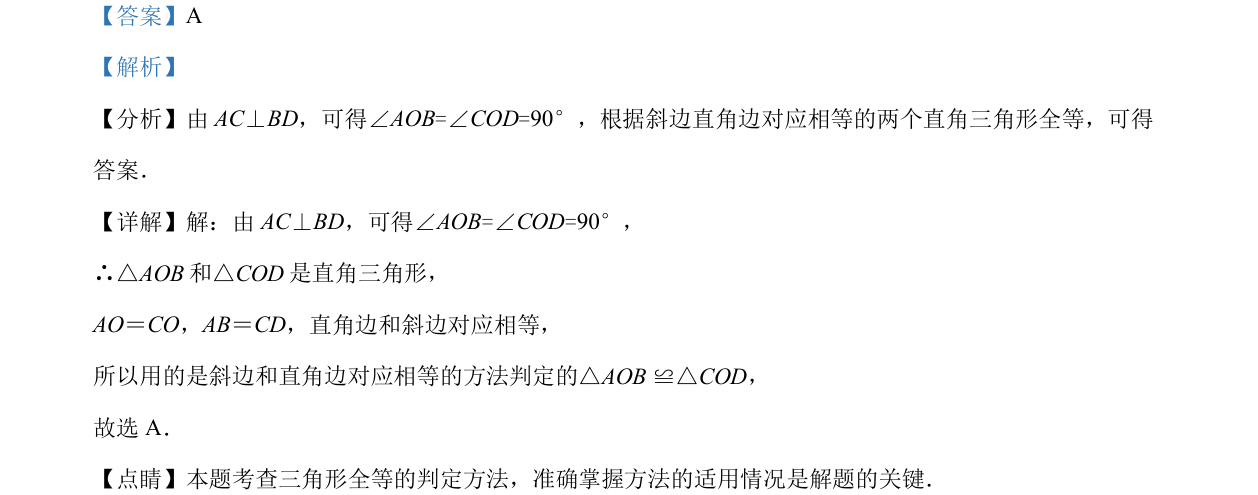 【答案】A
【解析】
【分析】由 AC⊥BD，可得∠AOB=∠COD=90°，根据斜边直角边对应相等的两个直角三角形全等，可得
答案．
【详解】解：由 AC⊥BD，可得∠AOB=∠COD=90°，
∴△AOB 和△COD 是直角三角形，
AO＝CO，AB＝CD，直角边和斜边对应相等，
所以用的是斜边和直角边对应相等的方法判定的△AOB ≌△COD，
故选 A．
【点睛】本题考查三角形全等的判定方法，准确掌握方法的适用情况是解题的关键．